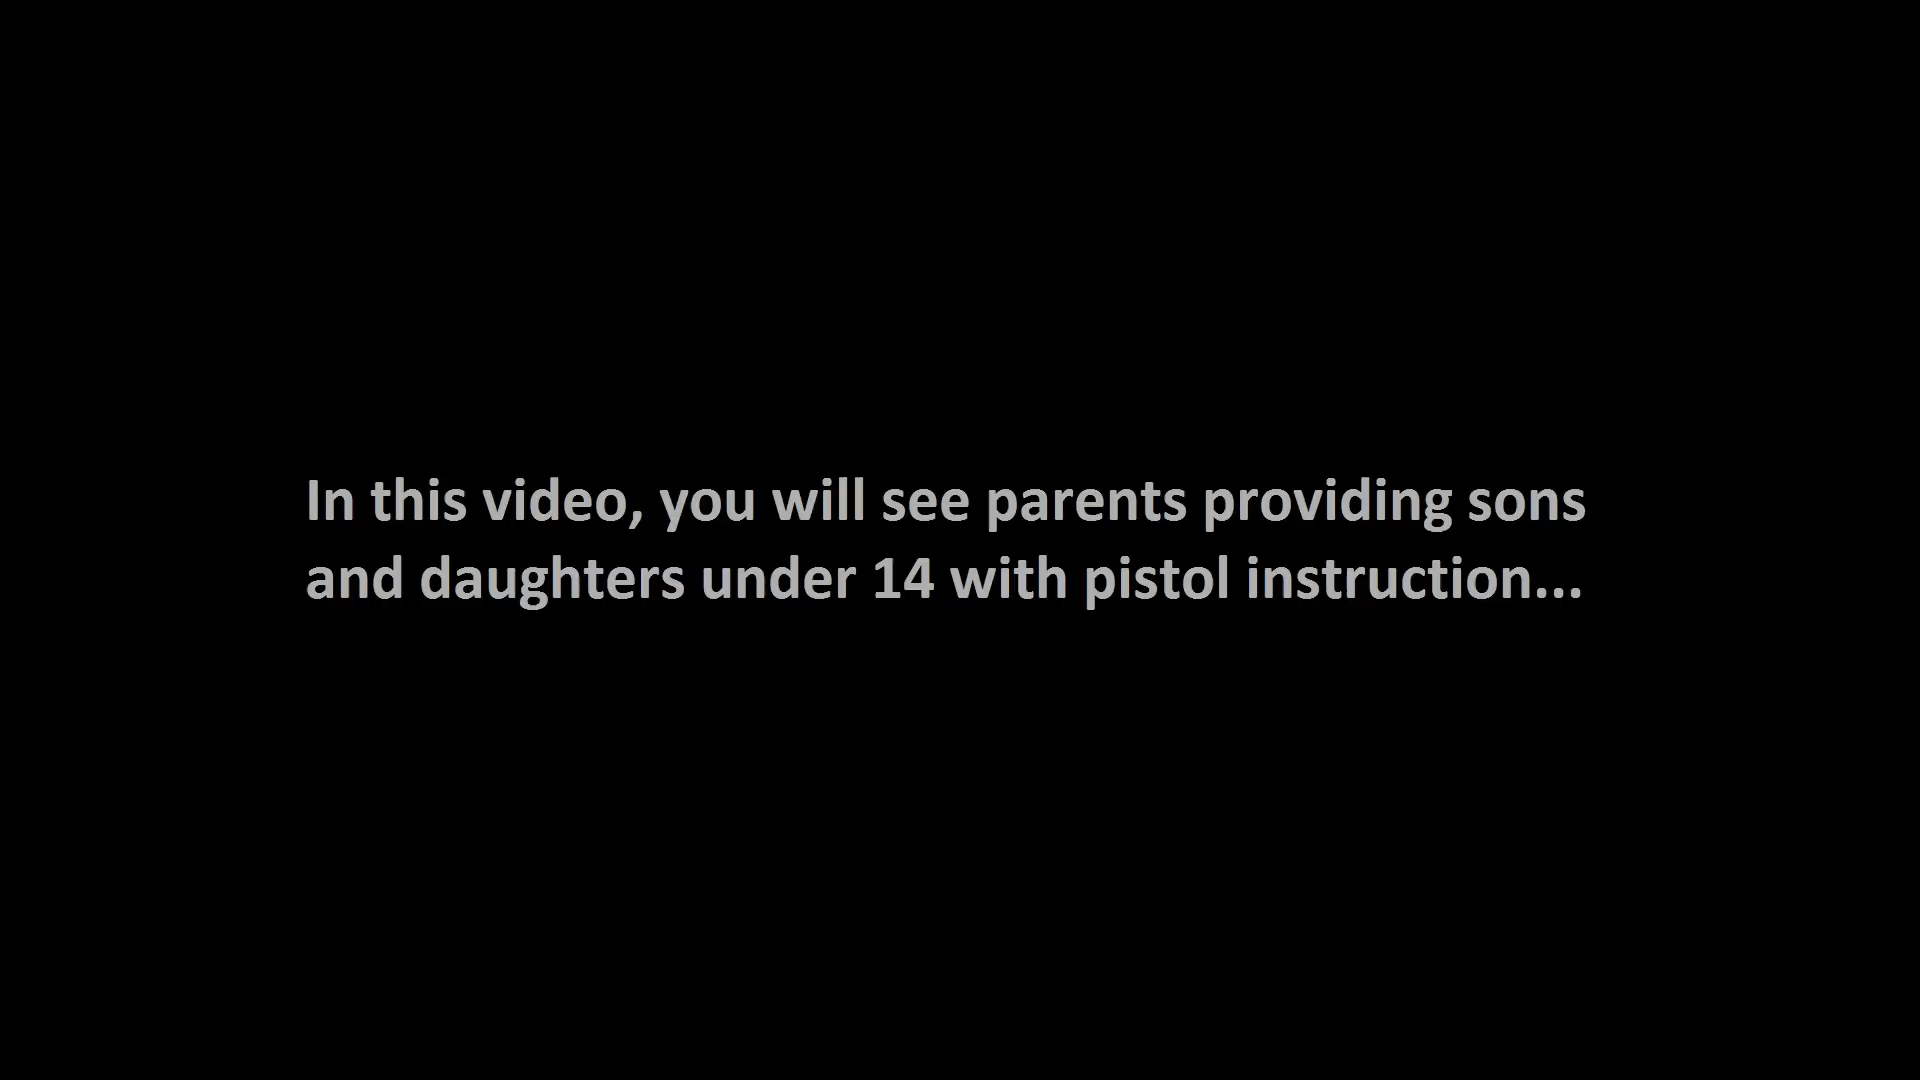 In this video, you will see parents providing sons
and daughters under 14 with pistol instruction...